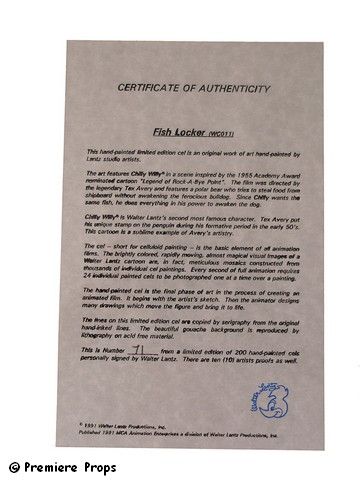 CERTIFICATE OF AUTHENTICITY
Fish Locker (WC011)
This hand-painted limited edition cel is an original work of art hand-painted by
Lantz studio artists.
The art features Chilly Willy® in a scene inspired by the 1955 Academy Award
nominated cartoon "Legend of Rock-A-Bye Point". The film was directed by
the legendary Tex Avery and features a polar bear who tries to steal food from
shipboard without awakening the ferocious bulldog. Since Chilly wants the
same fish, he does everything in his power to awaken the dog.
Chilly Willy® is Walter Lantz's second most famous character. Tex Avery put
his unique stamp on the penguin during his formative period in the early 50's.
This cartoon is a sublime example of Avery's artistry.
The cel - short for celluloid painting - is the basic element of all animation
films. The brightly colored, rapidly moving, almost magical visual images of a
Walter Lantz cartoon are, in fact, meticulous mosaics constructed from
thousands of individual cel paintings. Every second of full animation requires
24 individual painted cels to be photographed one at a time over a painting.
The hand-painted cel is the final phase of art in the process of creating an
animated film. It begins with the artist's sketch. Then the animator designs
many drawings which move the figure and bring it to life.
The lines on this limited edition cel are copied by serigraphy from the original
hand-inked lines. The beautiful gouache background is reproduced by
lithography on acid free material.
This is Number 71 from a limited edition of 200 hand-painted cels
personally signed by Walter Lantz. There are ten (10) artists proofs as well.
Walter Lantz
© 1991 Walter Lantz Productions, Inc.
Published 1991 MCA Animation Enterprises a division of Walter Lantz Productions, Inc.
© Premiere Props